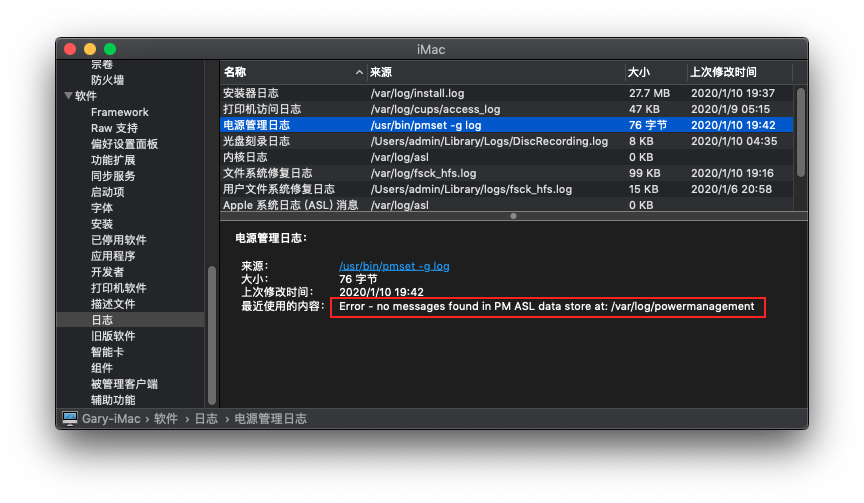 iMac
宗卷
防火墙
软件
Framework
Raw 支持
偏好设置面板
功能扩展
同步服务
启动项
字体
安装
已停用软件
应用程序
开发者
打印机软件
描述文件
日志
旧版软件
智能卡
组件
被管理客户端
辅助功能
名称 来源 大小 上次修改时间
安装器日志 /var/log/install.log 27.7 MB 2020/1/10 19:37
打印机访问日志 /var/log/cups/access_log 47 KB 2020/1/9 05:15
电源管理日志 /usr/bin/pmset -g log 76 字节 2020/1/10 19:42
光盘刻录日志 /Users/admin/Library/Logs/DiscRecording.log 8 KB 2020/1/10 04:35
内核日志 /var/log/asl 0 KB
文件系统修复日志 /var/log/fsck_hfs.log 99 KB 2020/1/10 19:16
用户文件系统修复日志 /Users/admin/Library/logs/fsck_hfs.log 15 KB 2020/1/6 20:58
Apple 系统日志 (ASL) 消息 /var/log/asl 0 KB
电源管理日志：
来源： /usr/bin/pmset -g log
大小： 76 字节
上次修改时间： 2020/1/10 19:42
最近使用的内容： Error - no messages found in PM ASL data store at: /var/log/powermanagement
Gary-iMac › 软件 › 日志 › 电源管理日志